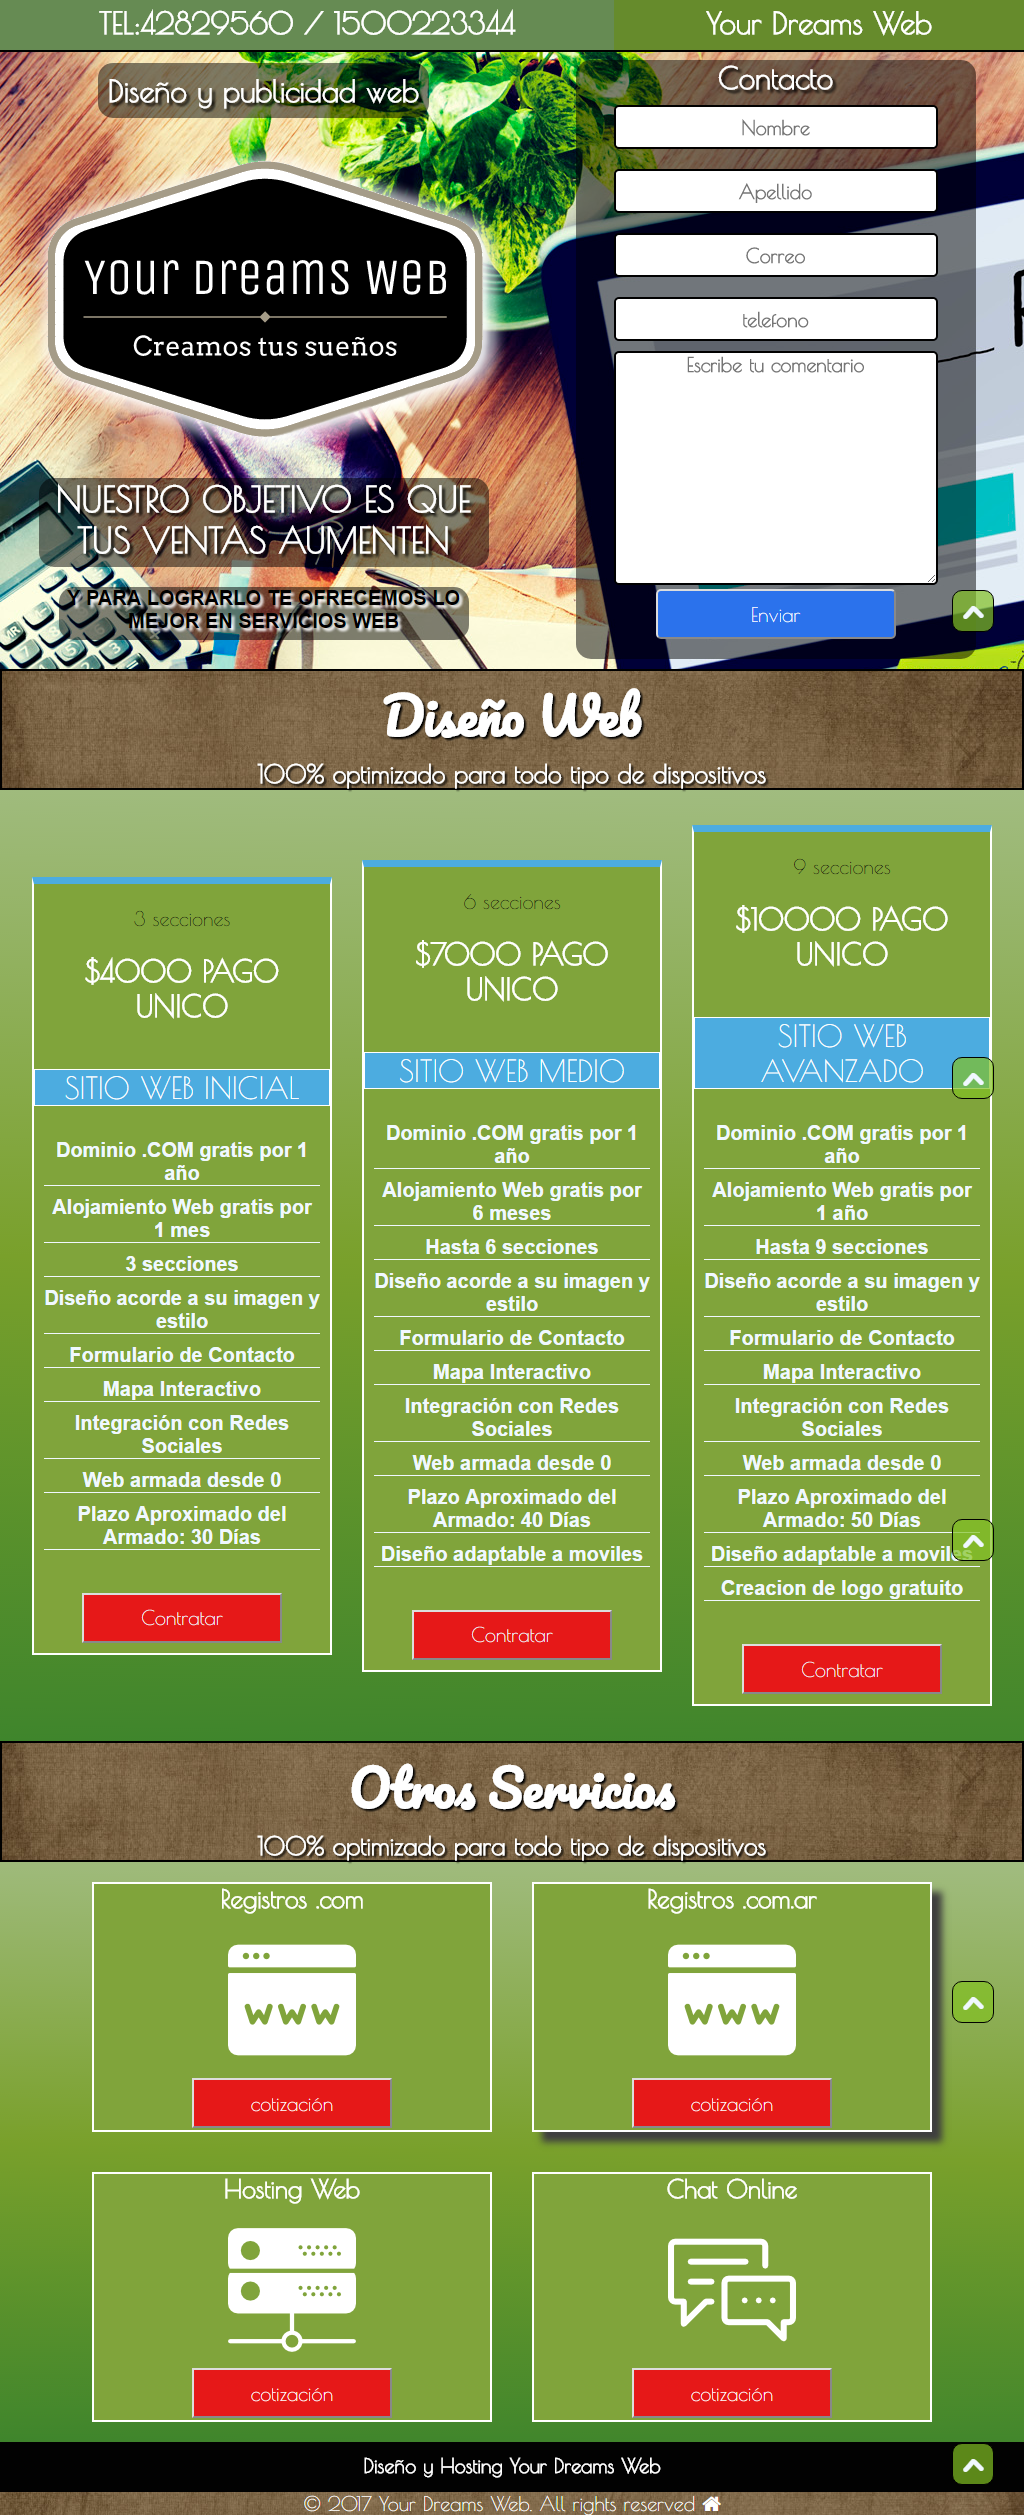 TEL:42829560 / 1500223344
Your Dreams Web
Diseño y publicidad web
Your Dreams Web
Creamos tus sueños
NUESTRO OBJETIVO ES QUE
TUS VENTAS AUMENTEN
Y PARA LOGRARLO TE OFRECEMOS LO
MEJOR EN SERVICIOS WEB
Contacto
Nombre
Apellido
Correo
telefono
Escribe tu comentario
Enviar
Diseño Web
100% optimizado para todo tipo de dispositivos
3 secciones
$4000 PAGO
UNICO
SITIO WEB INICIAL
Dominio .COM gratis por 1
año
Alojamiento Web gratis por
1 mes
3 secciones
Diseño acorde a su imagen y
estilo
Formulario de Contacto
Mapa Interactivo
Integración con Redes
Sociales
Web armada desde 0
Plazo Aproximado del
Armado: 30 Días
Contratar
6 secciones
$7000 PAGO
UNICO
SITIO WEB MEDIO
Dominio .COM gratis por 1
año
Alojamiento Web gratis por
6 meses
Hasta 6 secciones
Diseño acorde a su imagen y
estilo
Formulario de Contacto
Mapa Interactivo
Integración con Redes
Sociales
Web armada desde 0
Plazo Aproximado del
Armado: 40 Días
Diseño adaptable a moviles
Contratar
9 secciones
$10000 PAGO
UNICO
SITIO WEB
AVANZADO
Dominio .COM gratis por 1
año
Alojamiento Web gratis por
1 año
Hasta 9 secciones
Diseño acorde a su imagen y
estilo
Formulario de Contacto
Mapa Interactivo
Integración con Redes
Sociales
Web armada desde 0
Plazo Aproximado del
Armado: 50 Días
Diseño adaptable a moviles
Creacion de logo gratuito
Contratar
Otros Servicios
100% optimizado para todo tipo de dispositivos
Registros .com
www
cotización
Registros .com.ar
www
cotización
Hosting Web
cotización
Chat Online
cotización
Diseño y Hosting Your Dreams Web
© 2017 Your Dreams Web. All rights reserved